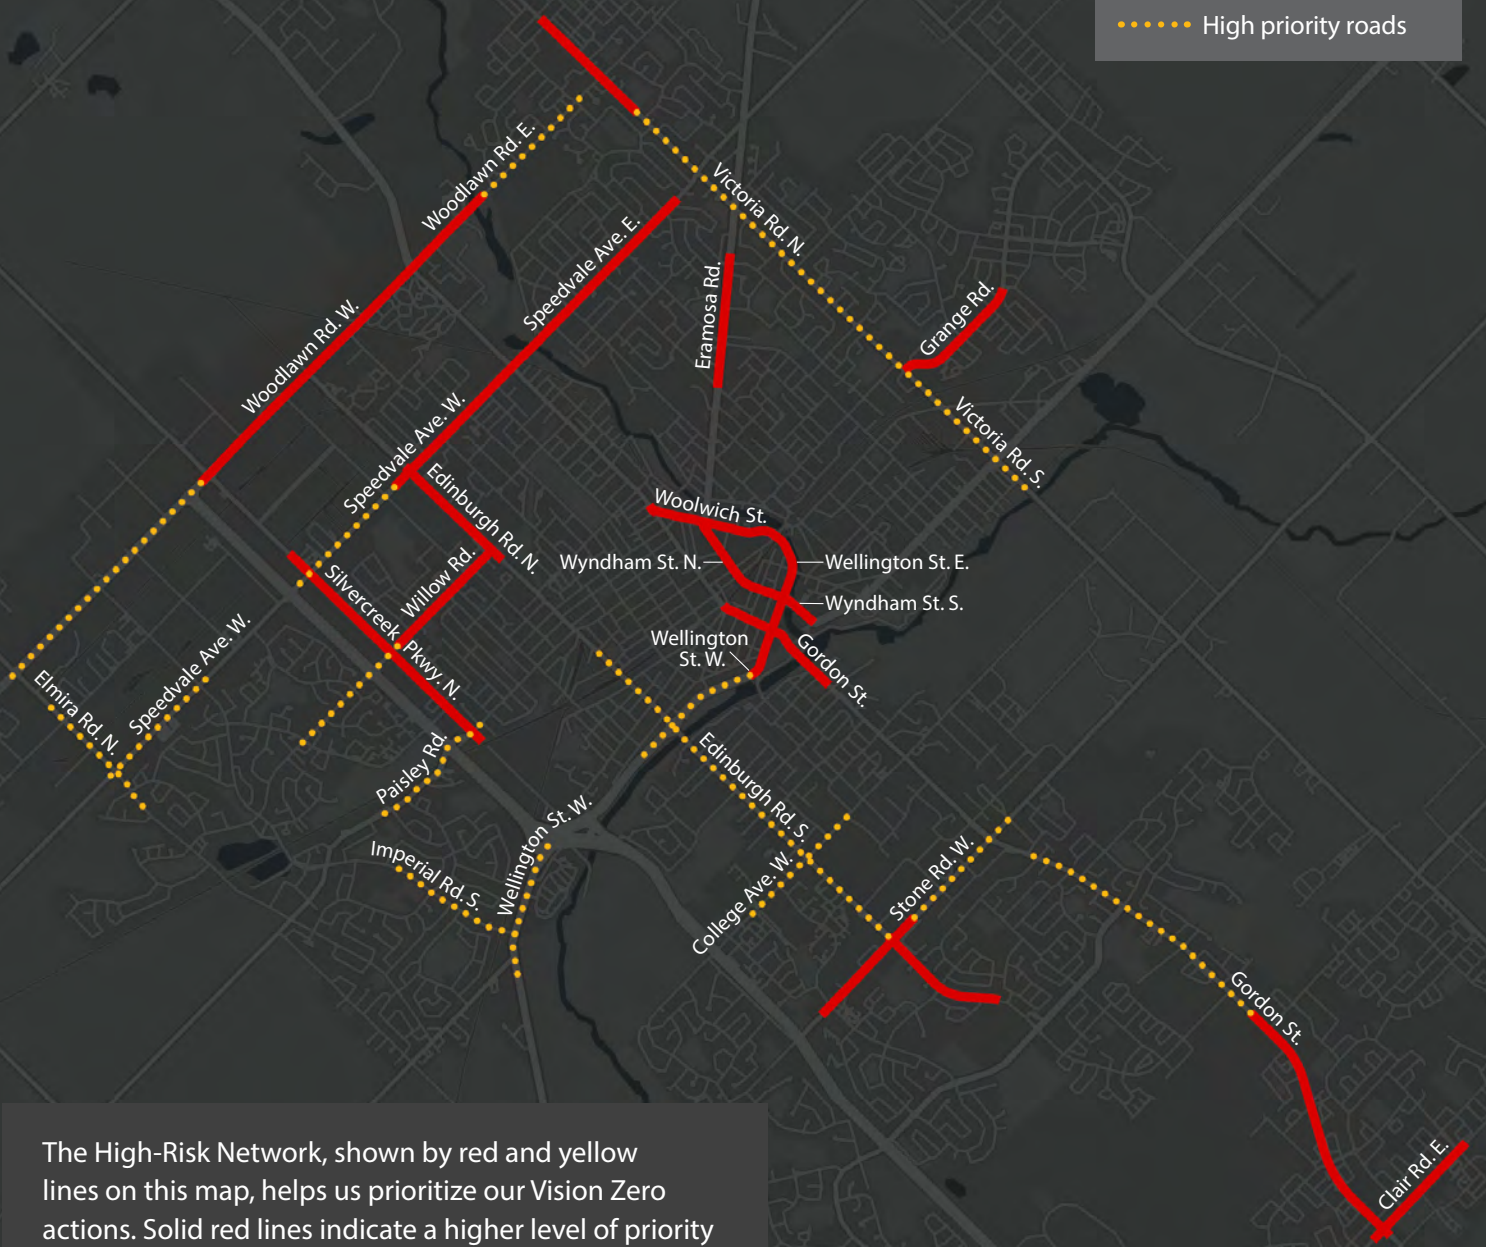 High priority roads
Woodlawn Rd. E.
Victoria Rd. N.
Speedvale Ave. E.
Eramosa Rd.
Grange Rd.
Woodlawn Rd. W.
Speedvale Ave. W.
Victoria Rd. S.
Edinburgh Rd. N.
Woolwich St.
Wyndham St. N.
Wellington St. E.
Willow Rd.
Silvercreek Pkwy. N.
Wyndham St. S.
Wellington
St. W.
Gordon St.
Speedvale Ave. W.
Elmira Rd. N.
Paisley Rd.
Edinburgh Rd. S.
Wellington St. W.
Imperial Rd. S.
College Ave. W.
Stone Rd. W.
Gordon St.
Clair Rd. E.
The High-Risk Network, shown by red and yellow
lines on this map, helps us prioritize our Vision Zero
actions. Solid red lines indicate a higher level of priority